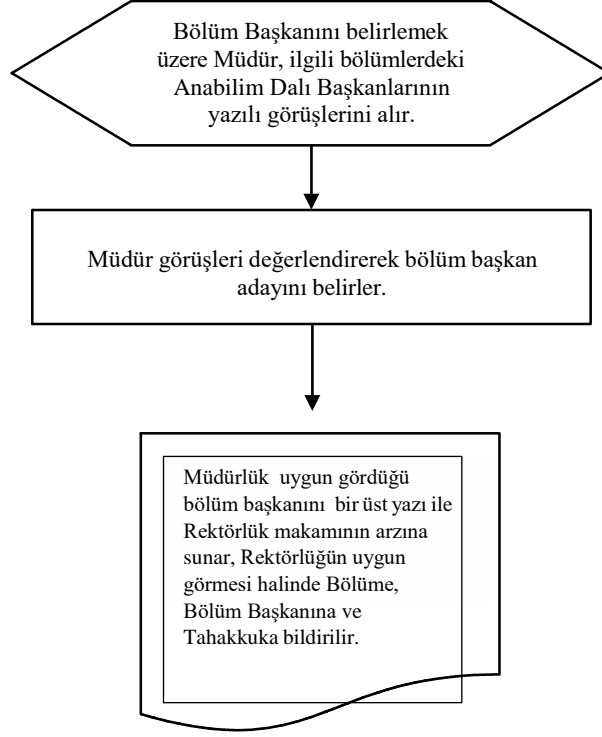 Bölüm Başkanını belirlemek
üzere Müdür, ilgili bölümlerdeki
Anabilim Dalı Başkanlarının
yazılı görüşlerini alır.
Müdür görüşleri değerlendirerek bölüm başkan
adayını belirler.
Müdürlük uygun gördüğü
bölüm başkanını bir üst yazı ile
Rektörlük makamının arzına
sunar, Rektörlüğün uygun
görmesi halinde Bölüme,
Bölüm Başkanına ve
Tahakkuka bildirilir.